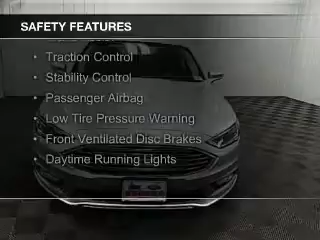 SAFETY FEATURES
• Traction Control
• Stability Control
• Passenger Airbag
• Low Tire Pressure Warning
• Front Ventilated Disc Brakes
• Daytime Running Lights